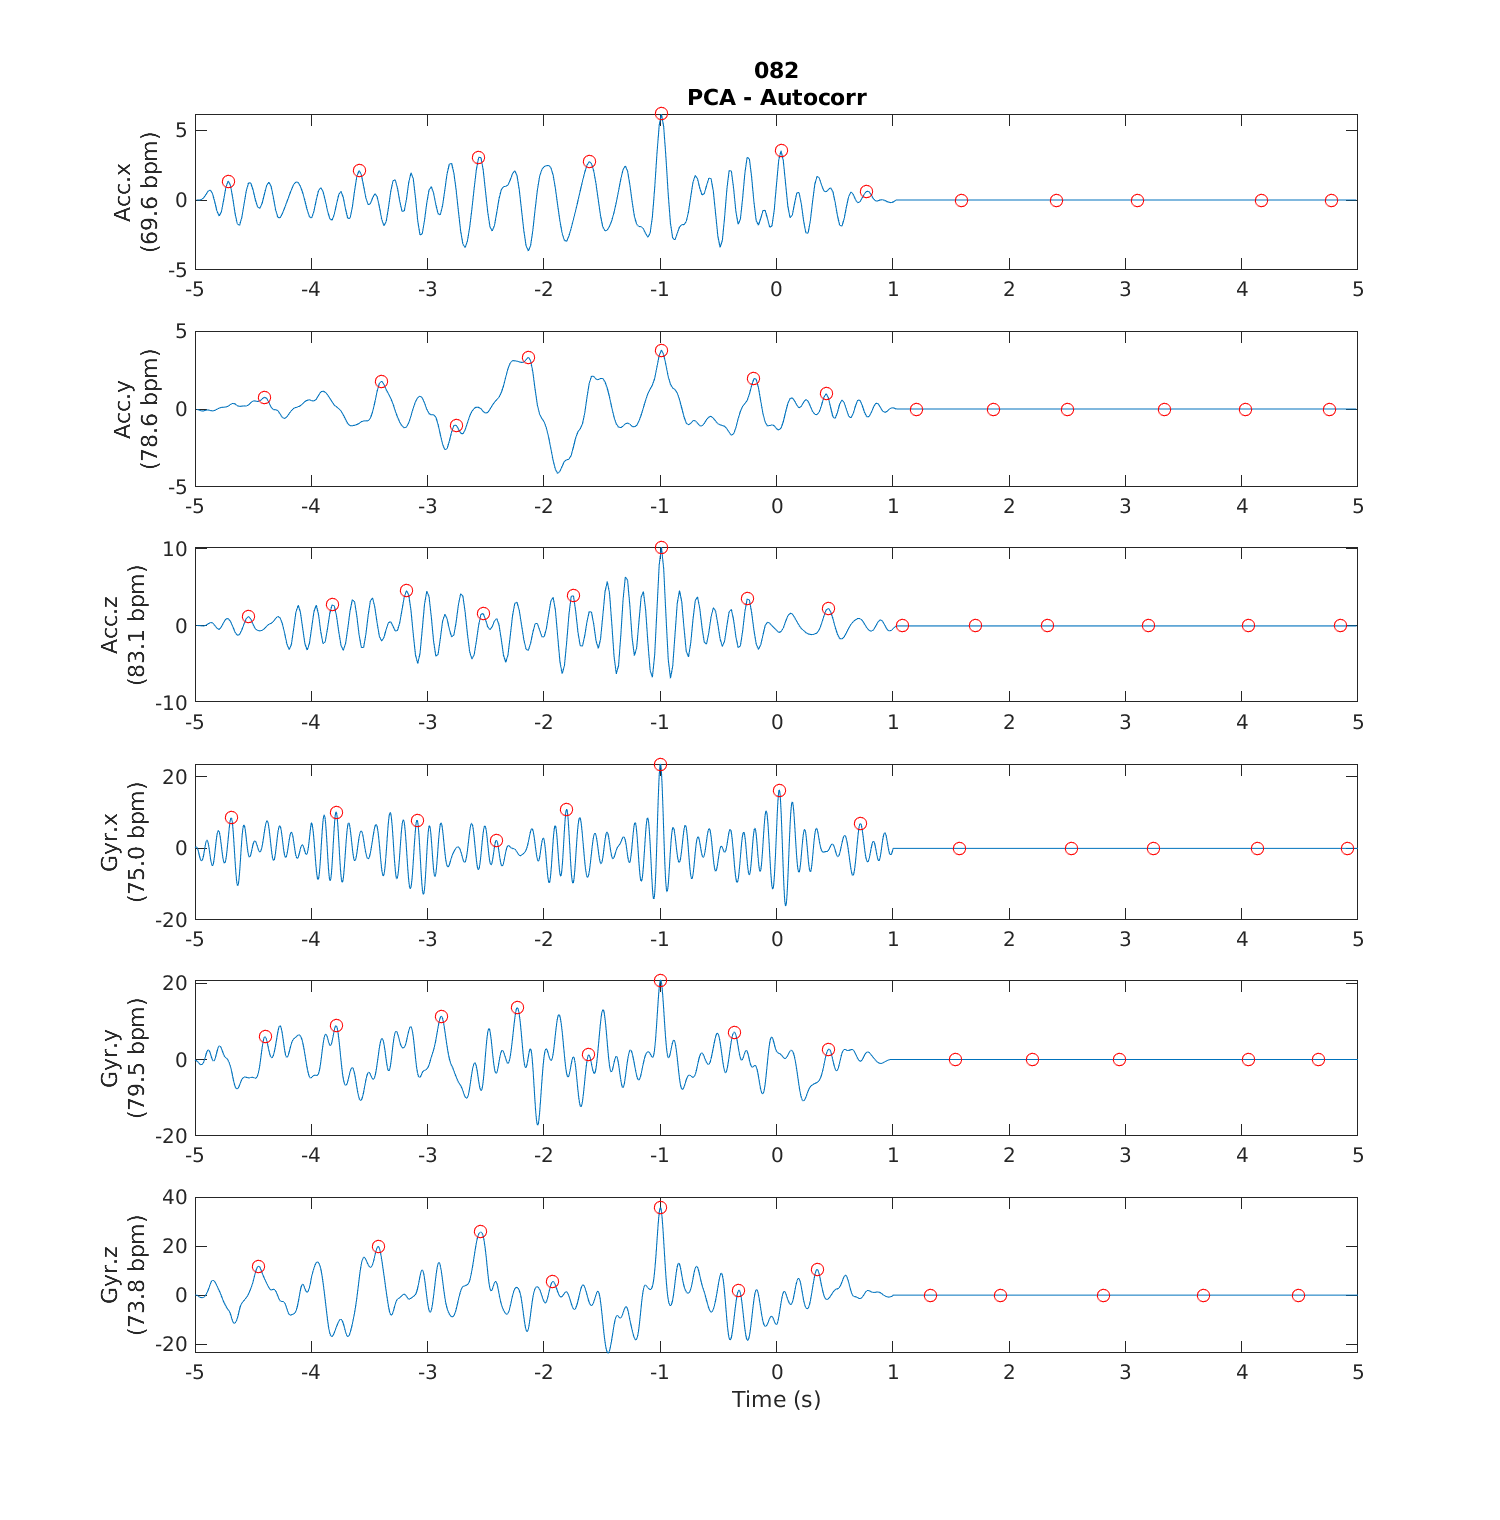 082
PCA - Autocorr
Acc.x
(69.6 bpm)
5
0
-5
-5 -4 -3 -2 -1 0 1 2 3 4 5
Acc.y
(78.6 bpm)
5
0
-5
-5 -4 -3 -2 -1 0 1 2 3 4 5
Acc.z
(83.1 bpm)
10
0
-10
-5 -4 -3 -2 -1 0 1 2 3 4 5
Gyr.x
(75.0 bpm)
20
0
-20
-5 -4 -3 -2 -1 0 1 2 3 4 5
Gyr.y
(79.5 bpm)
20
0
-20
-5 -4 -3 -2 -1 0 1 2 3 4 5
Gyr.z
(73.8 bpm)
40
20
0
-20
-5 -4 -3 -2 -1 0 1 2 3 4 5
Time (s)